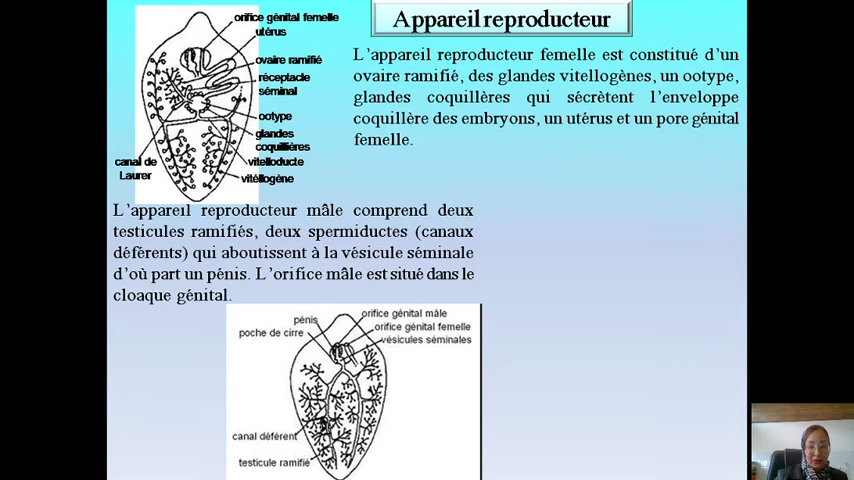 Appareil reproducteur
orifice génital femelle
utérus
ovaire ramifié
réceptacle
séminal
ootype
glandes
coquillières
vitelloducte
vitéllogène
canal de
Laurer
L'appareil reproducteur femelle est constitué d'un
ovaire ramifié, des glandes vitellogènes, un ootype,
glandes coquillères qui sécrètent l'enveloppe
coquillère des embryons, un utérus et un pore génital
femelle.
L'appareil reproducteur mâle comprend deux
testicules ramifiés, deux spermiductes (canaux
déférents) qui aboutissent à la vésicule séminale
d'où part un pénis. L'orifice mâle est situé dans le
cloaque génital.
pénis
poche de cirre
orifice génital mâle
orifice génital femelle
vésicules séminales
canal déférent
testicule ramifié